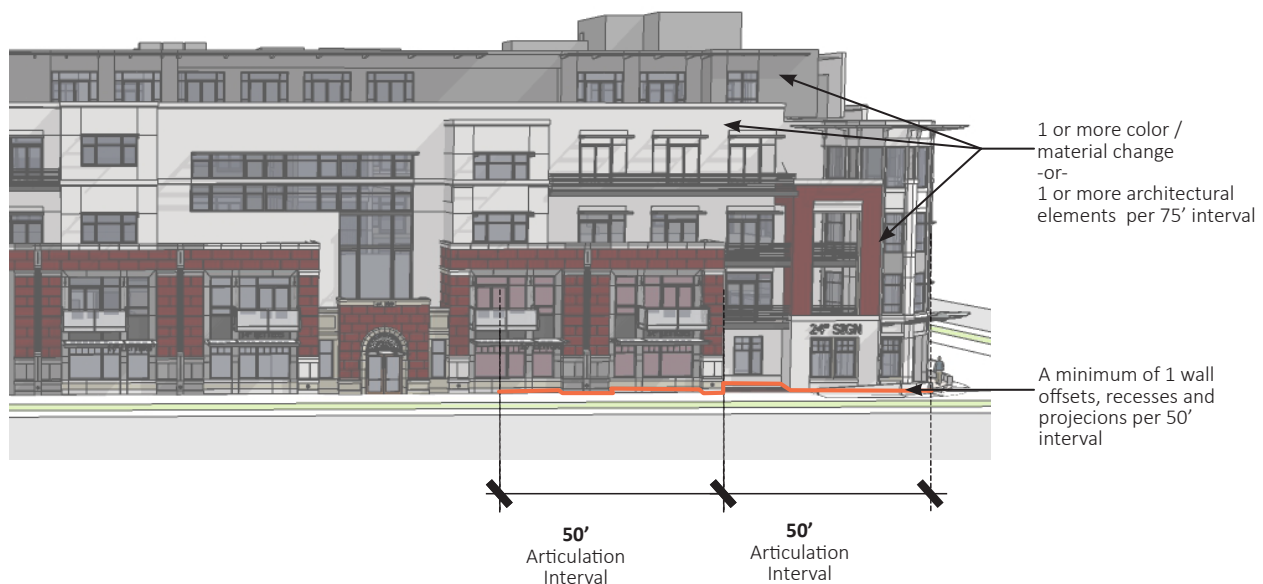 1 or more color /
material change
-or-
1 or more architectural
elements per 75’ interval
24" SIGN
A minimum of 1 wall
offsets, recesses and
projecions per 50’
interval
50’
Articulation
Interval
50’
Articulation
Interval